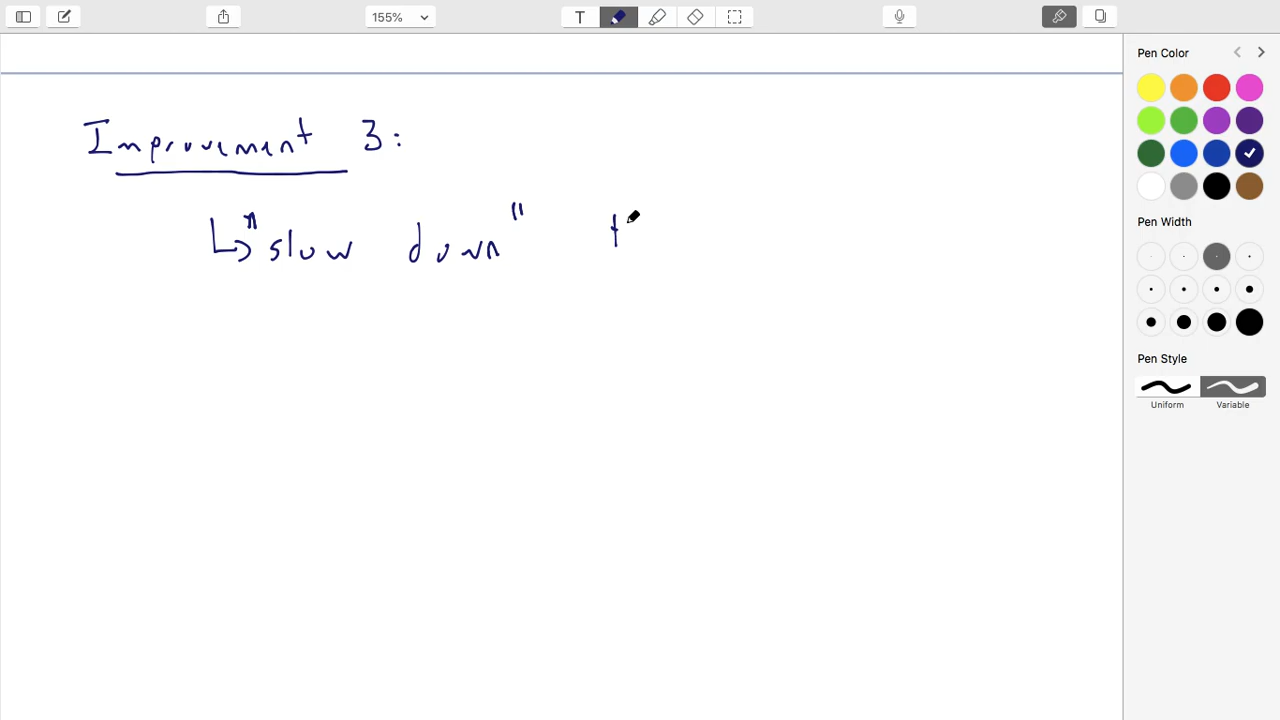 155%
T
Pen Color
Improvement 3:
↳ "slow down" t
Pen Width
Pen Style
Uniform Variable